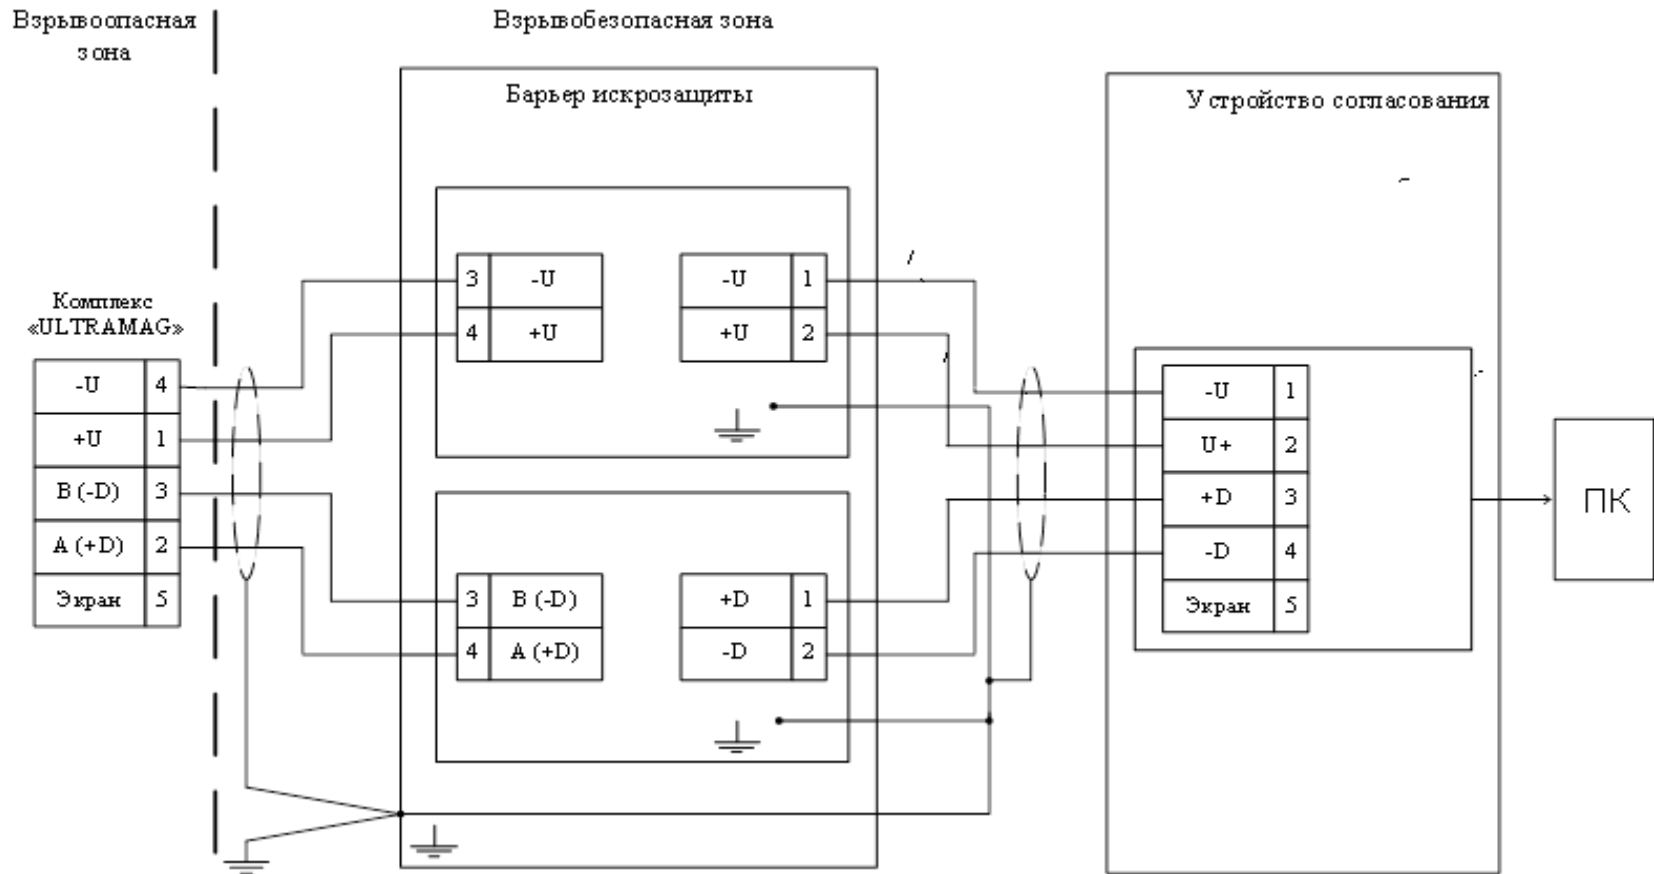 Взрывоопасная
зона
Взрывобезопасная зона
Барьер искрозащиты
Устройство согласования
Комплекс
«ULTRAMAG»
-U 4
+U 1
B (-D) 3
A (+D) 2
Экран 5
3 -U
4 +U
-U 1
+U 2
3 B (-D)
4 A (+D)
+D 1
-D 2
-U 1
U+ 2
+D 3
-D 4
Экран 5
ПК